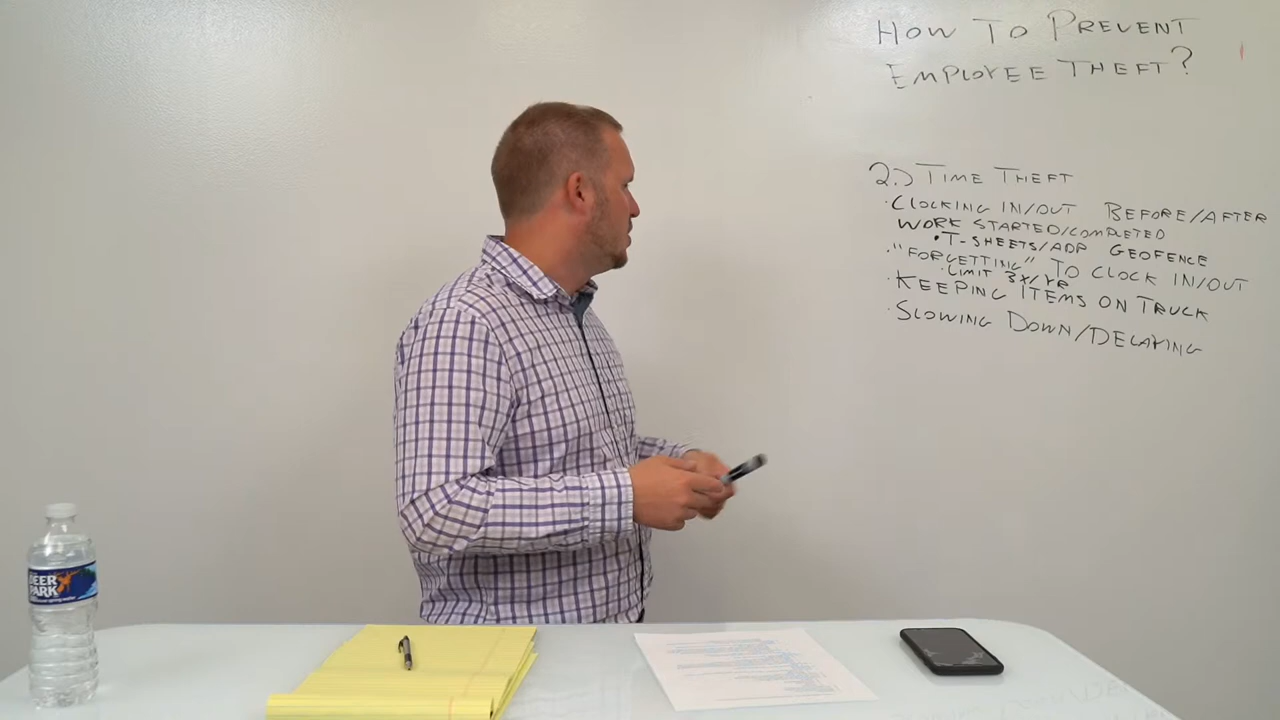 HOW TO PREVENT
EMPLOYEE THEFT?
2.) TIME THEFT
· CLOCKING IN/OUT BEFORE/AFTER
WORK STARTED/COMPLETED
• T-SHEETS/ADP GEOFENCE
· "FORGETTING" TO CLOCK IN/OUT
· LIMIT 3X/YR
· KEEPING ITEMS ON TRUCK
· SLOWING DOWN/DELAYING
DEER
PARK